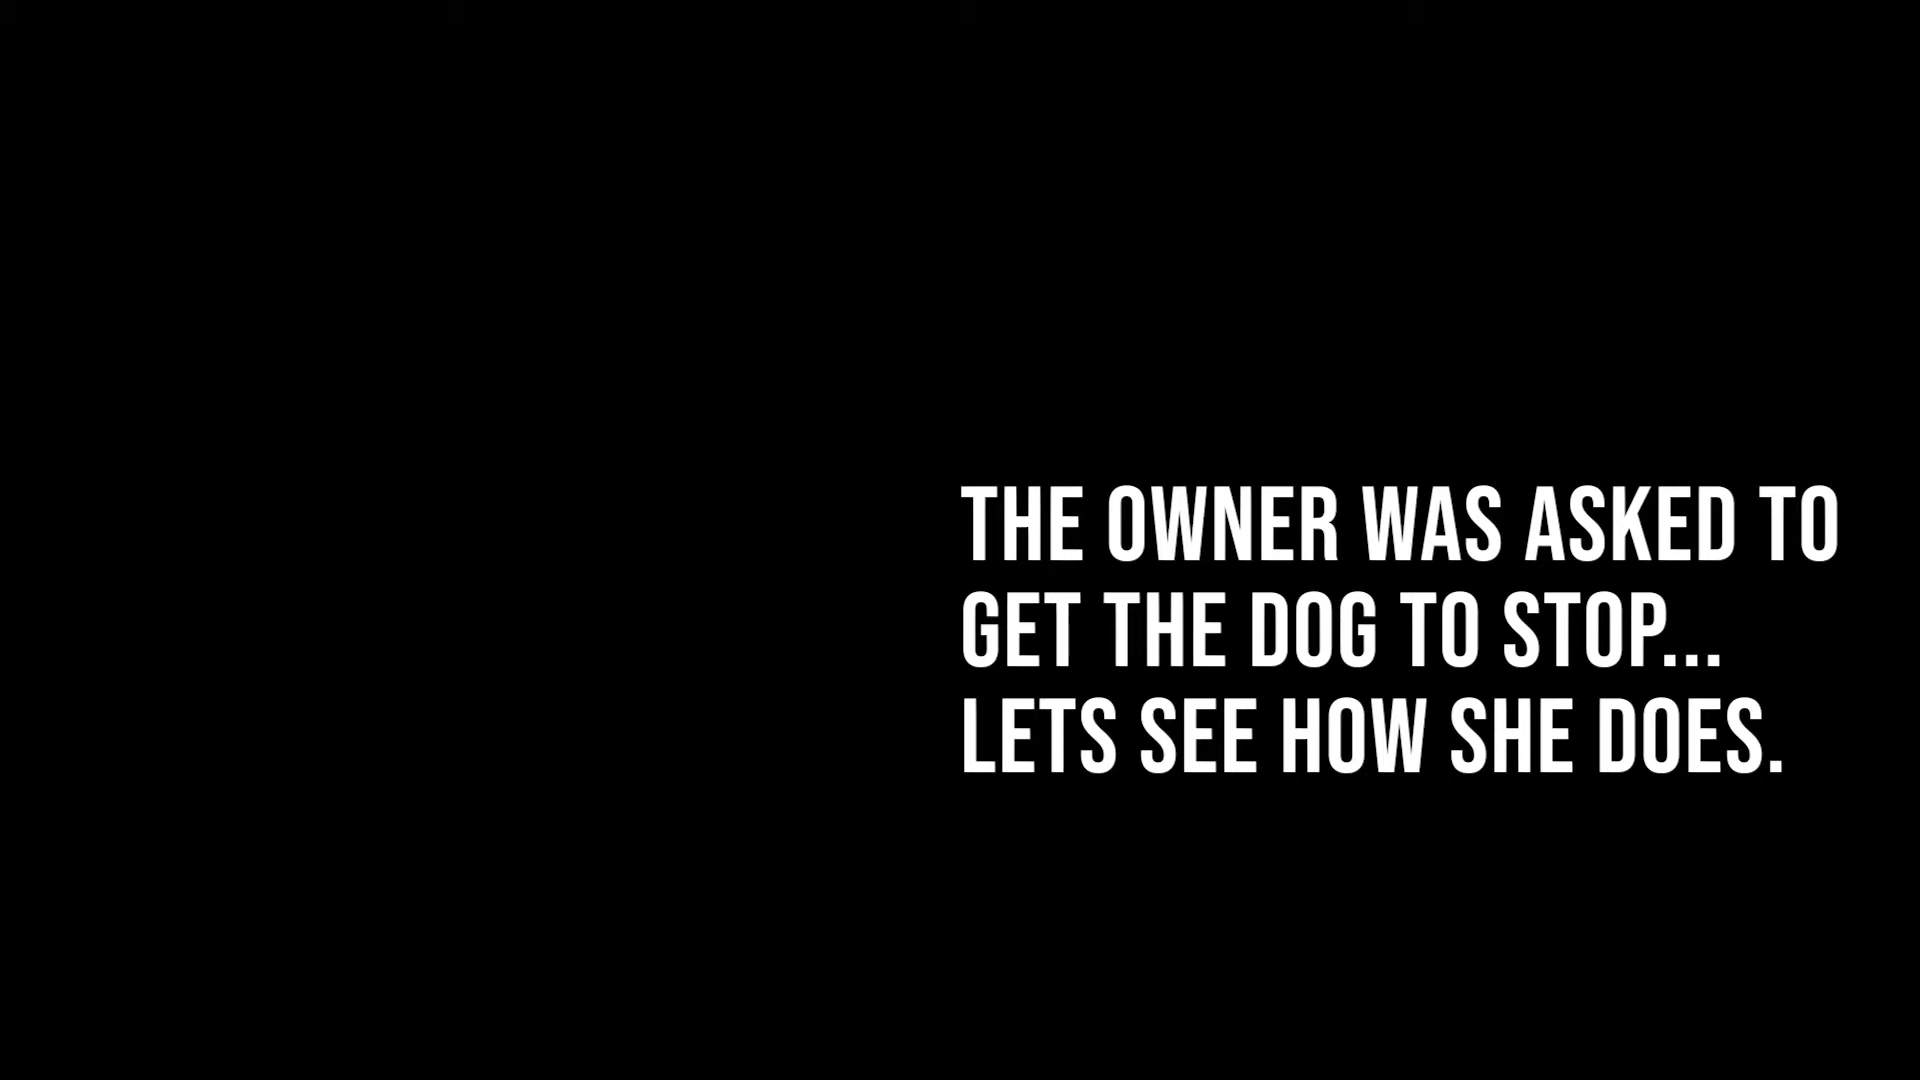 THE OWNER WAS ASKED TO
GET THE DOG TO STOP...
LETS SEE HOW SHE DOES.